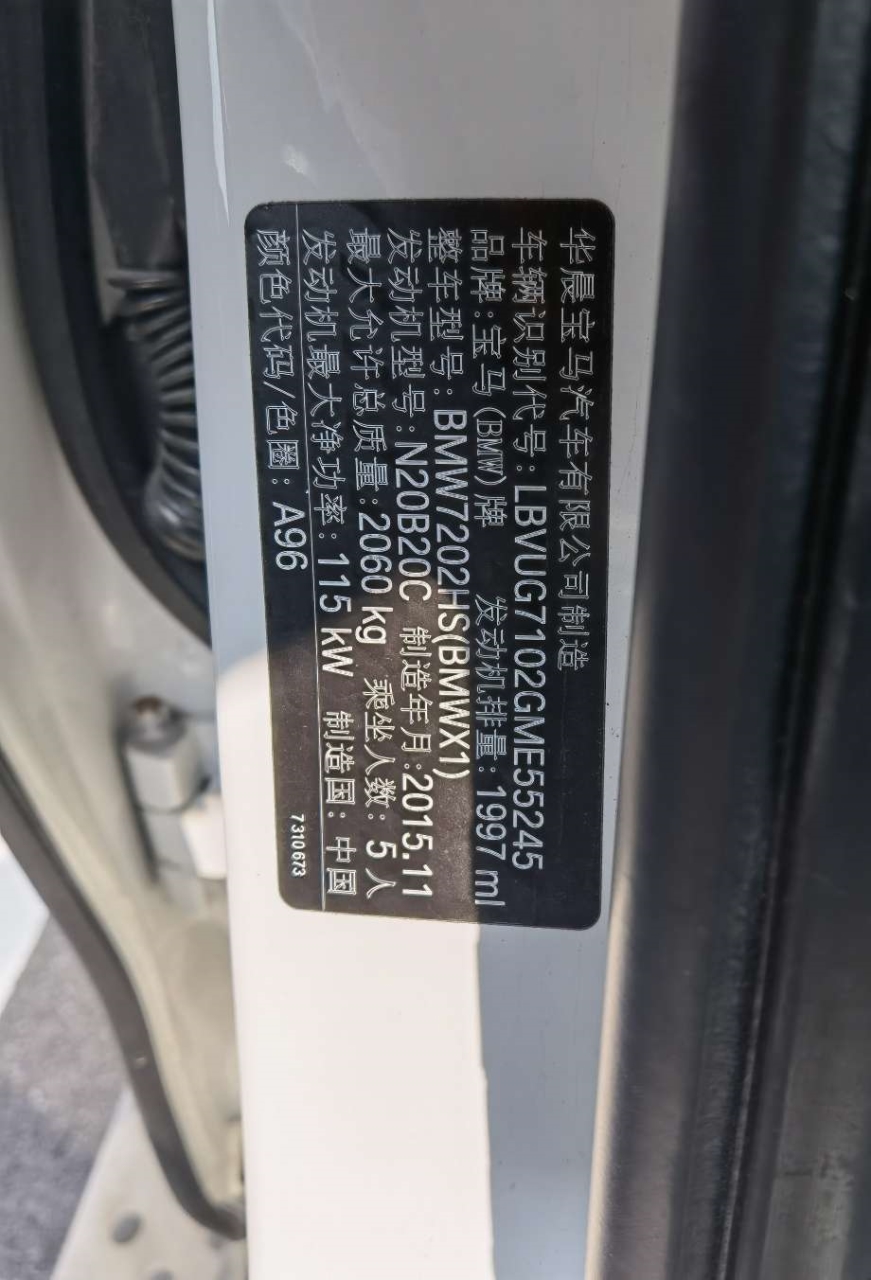 华晨宝马汽车有限公司制造
车辆识别代号:LBVUG7102GME55245
品牌:宝马(BMW)牌 发动机排量:1997 ml
整车型号:BMW7202HS(BMWX1)
发动机型号:N20B20C 制造年月:2015.11
最大允许总质量:2060 kg 乘坐人数:5人
发动机最大净功率:115 kW 制造国:中国
颜色代码/色圈:A96
7310673